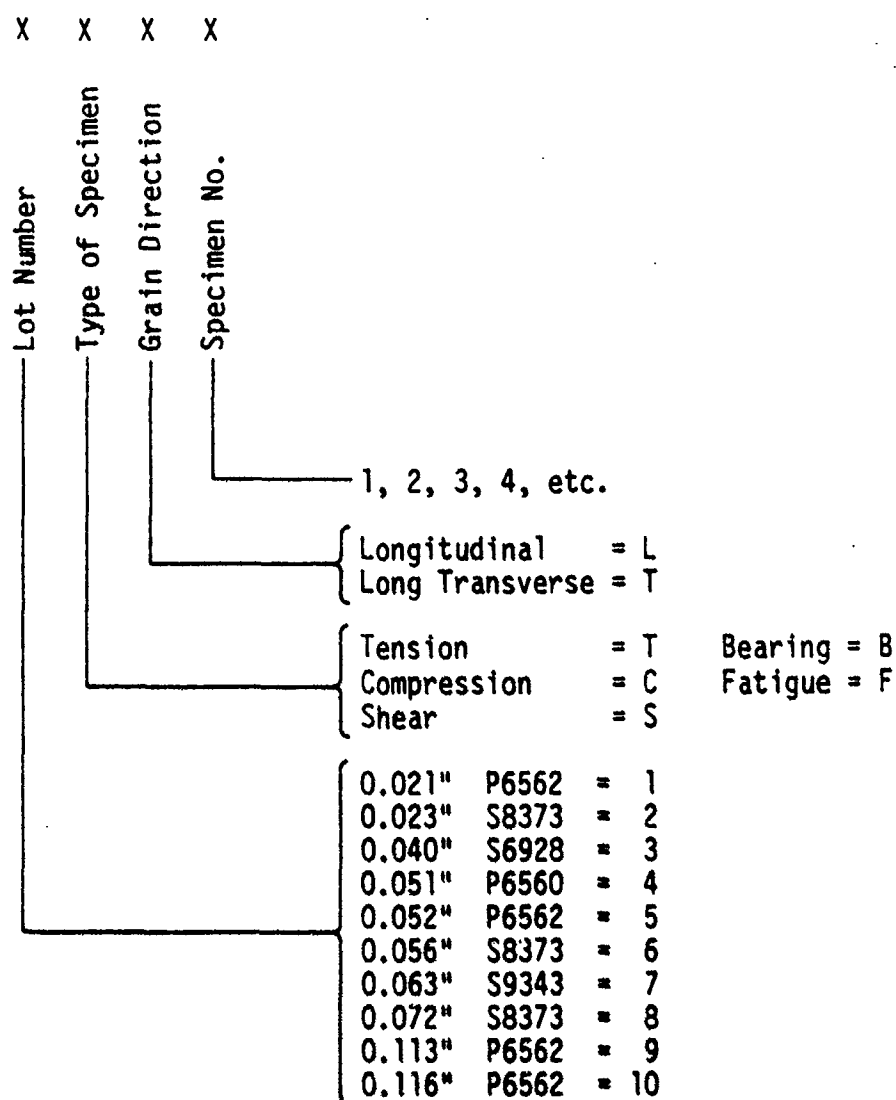 X X X X
Lot Number
Type of Specimen
Grain Direction
Specimen No.
1, 2, 3, 4, etc.
Longitudinal = L
Long Transverse = T
Tension = T Bearing = B
Compression = C Fatigue = F
Shear = S
0.021" P6562 = 1
0.023" S8373 = 2
0.040" S6928 = 3
0.051" P6560 = 4
0.052" P6562 = 5
0.056" S8373 = 6
0.063" S9343 = 7
0.072" S8373 = 8
0.113" P6562 = 9
0.116" P6562 = 10